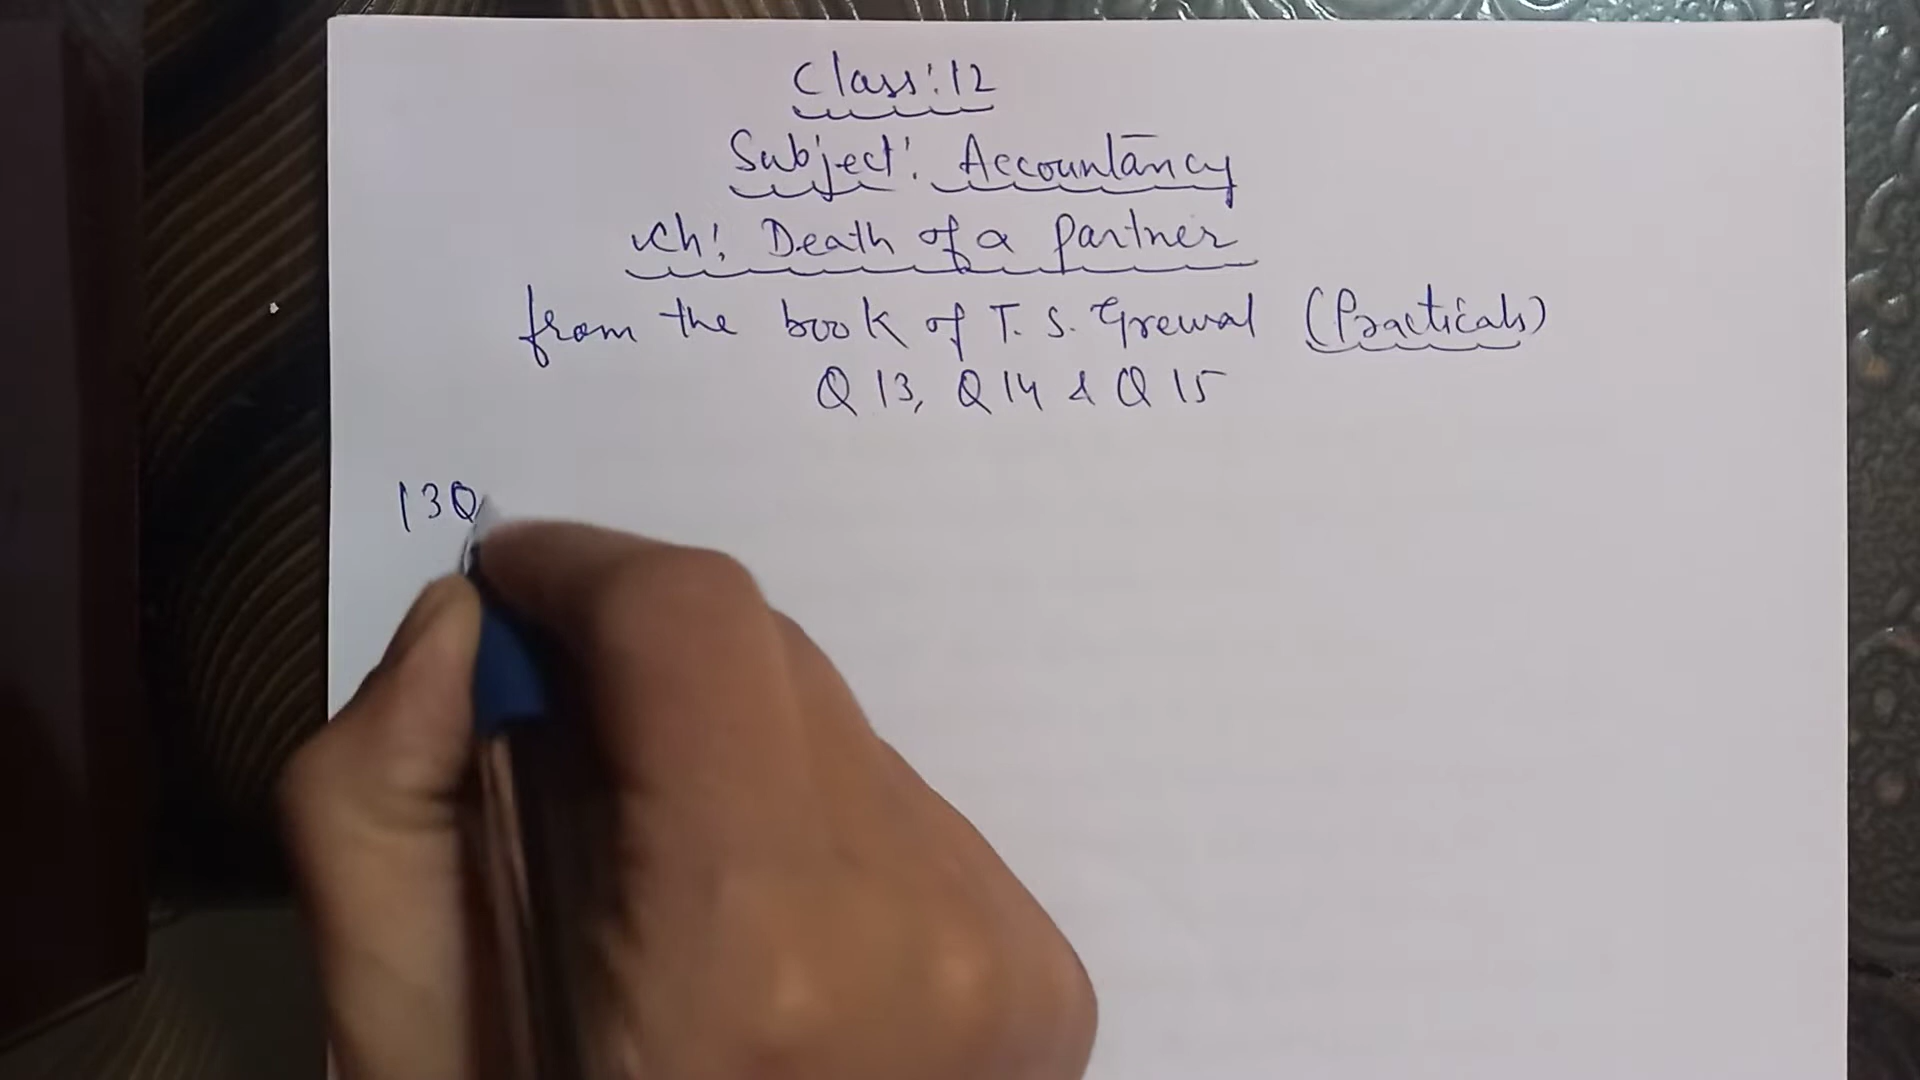 Class: 12
Subject: Accountancy
Ch: Death of a Partner
from the book of T. S. Grewal (Practicals)
Q 13, Q 14 & Q 15
13Q